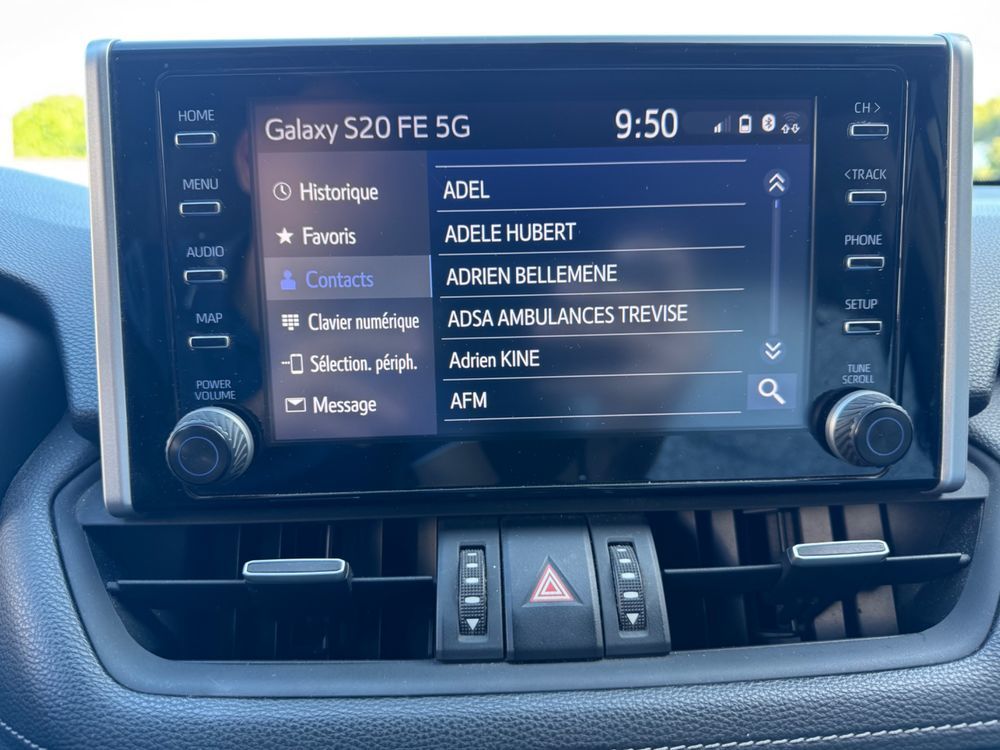 HOME
MENU
AUDIO
MAP
POWER
VOLUME
Galaxy S20 FE 5G
9:50
Historique
Favoris
Contacts
Clavier numérique
Sélection. périph.
Message
ADEL
ADELE HUBERT
ADRIEN BELLEMENE
ADSA AMBULANCES TREVISE
Adrien KINE
AFM
CH >
< TRACK
PHONE
SETUP
TUNE
SCROLL